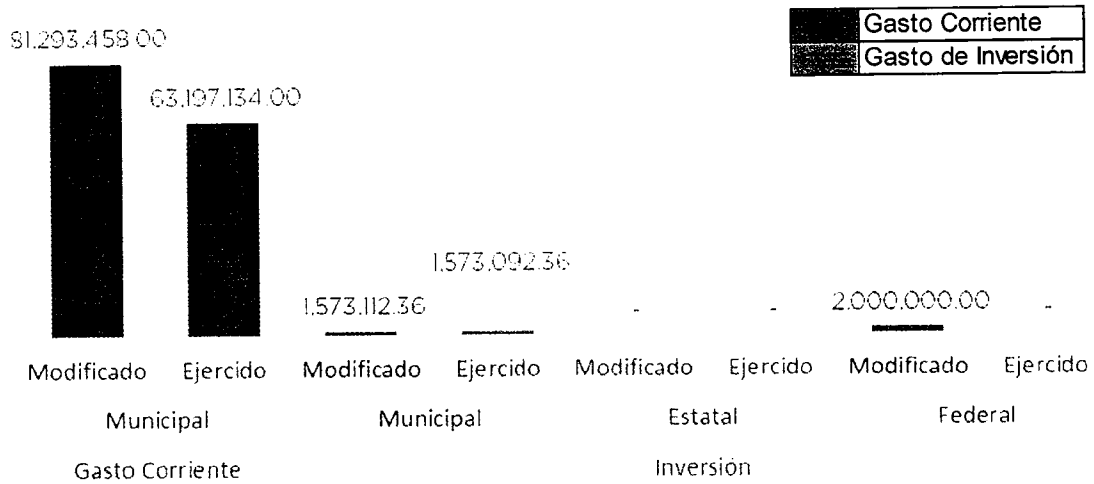 Gasto Corriente
Gasto de Inversión
81,293,458.00
63,197,134.00
1,573,092.36
1,573,112.36
-
-
2,000,000.00
-
Modificado Ejercido Modificado Ejercido Modificado Ejercido Modificado Ejercido
Municipal Municipal Estatal Federal
Gasto Corriente Inversión